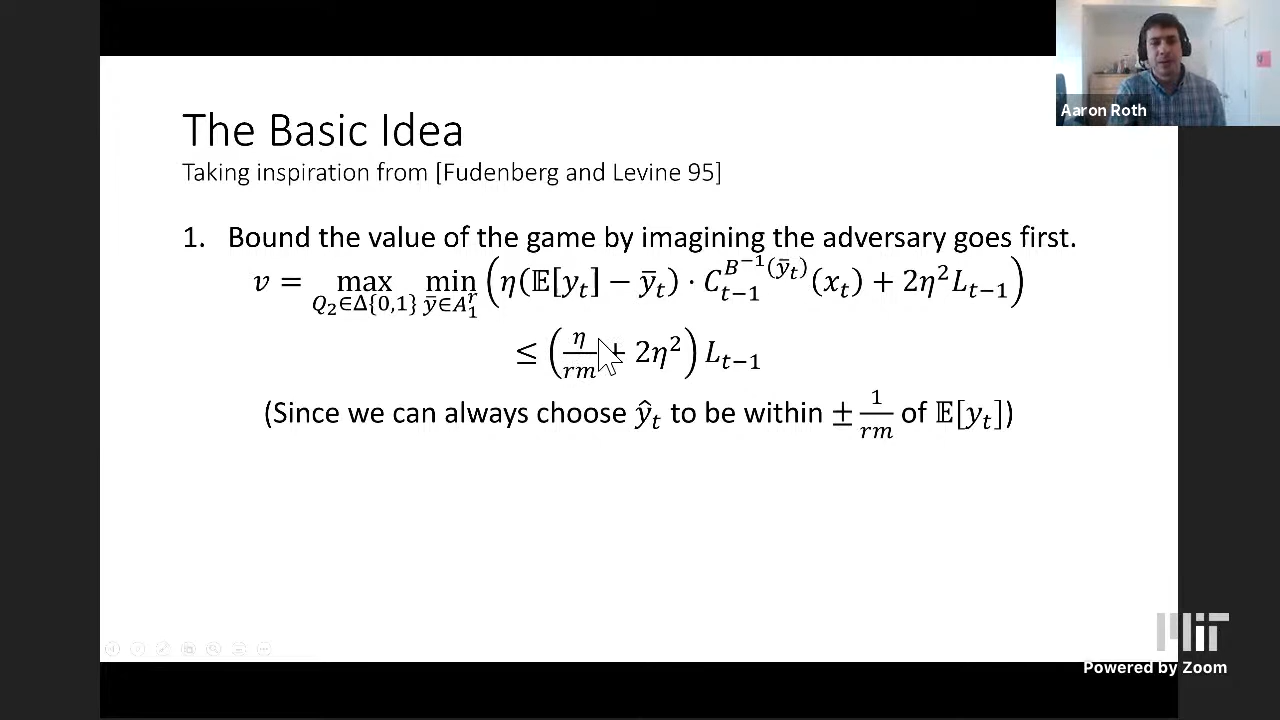 Aaron Roth
The Basic Idea
Taking inspiration from [Fudenberg and Levine 95]
1. Bound the value of the game by imagining the adversary goes first.
v = max_{Q₂∈Δ{0,1}} min_{ȳ∈A₁ʳ} (η(𝔼[y_t] − ȳ_t) · C_{t−1}^{B^{−1}(ȳ_t)}(x_t) + 2η²L_{t−1})
≤ (η/rm + 2η²) L_{t−1}
(Since we can always choose ŷ_t to be within ± 1/rm of 𝔼[y_t])
MIT
Powered by Zoom